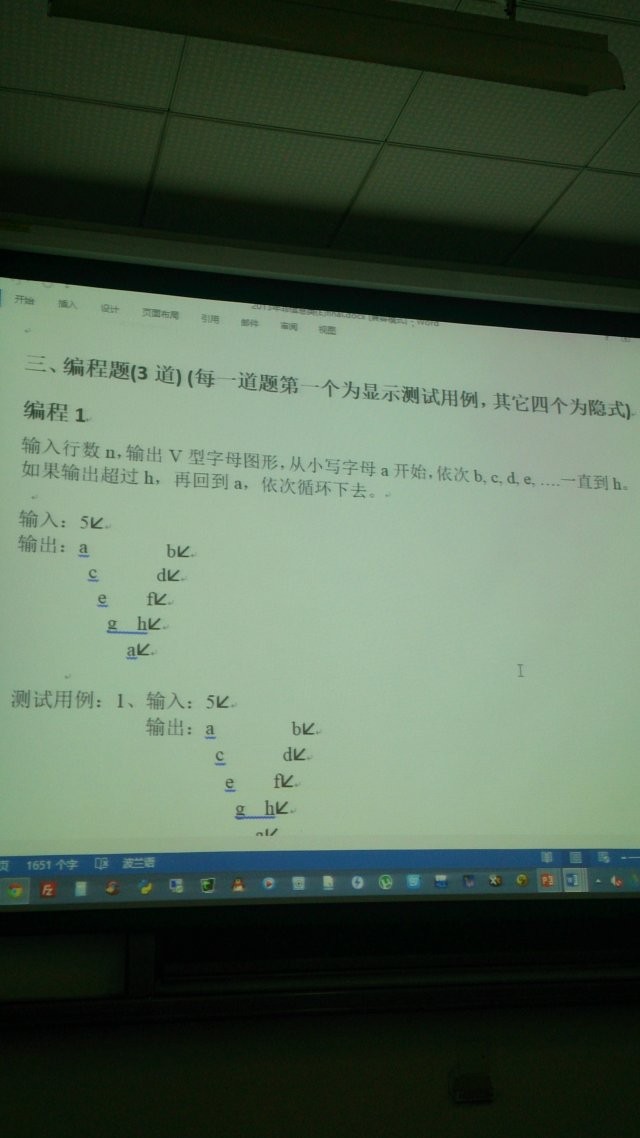 开始 插入 设计 页面布局 引用 邮件 审阅 视图
三、编程题(3 道) (每一道题第一个为显示测试用例，其它四个为隐式)
编程 1
输入行数 n, 输出 V 型字母图形, 从小写字母 a 开始, 依次 b, c, d, e, ....一直到 h。
如果输出超过 h，再回到 a，依次循环下去。
输入：5↙
输出：a b↙
c d↙
e f↙
g h↙
a↙
测试用例：1、输入：5↙
输出：a b↙
c d↙
e f↙
g h↙
a↙
页 1651 个字 波兰语